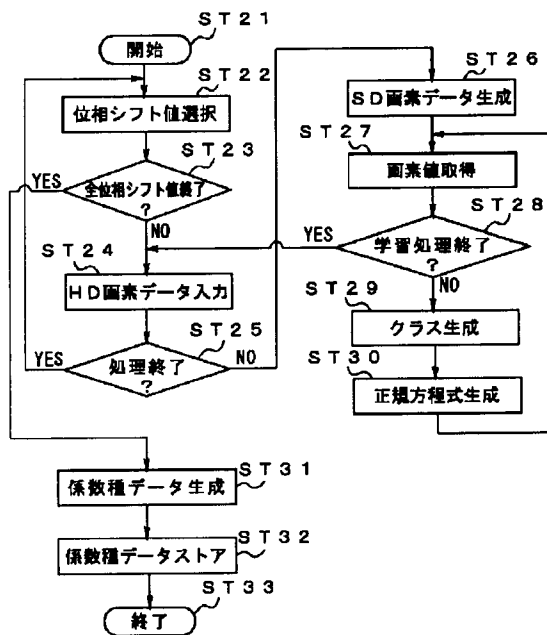 ST21
開始
ST22
位相シフト値選択
ST23
YES
全位相シフト値終了
?
NO
ST24
HD画素データ入力
ST25
YES
処理終了
?
NO
ST26
SD画素データ生成
ST27
画素値取得
ST28
YES
学習処理終了
?
NO
ST29
クラス生成
ST30
正規方程式生成
ST31
係数種データ生成
ST32
係数種データストア
ST33
終了